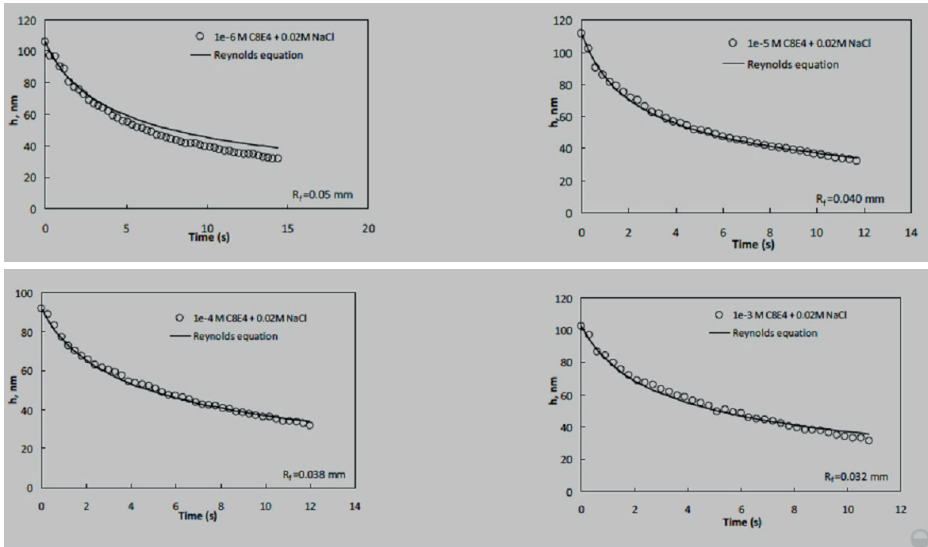 120
100
80
60
40
20
0
h, nm
1e-6 M C8E4 + 0.02M NaCl
Reynolds equation
Rf=0.05 mm
0 5 10 15 20
Time (s)
120
100
80
60
40
20
0
h, nm
1e-5 M C8E4 + 0.02M NaCl
Reynolds equation
Rf=0.040 mm
0 2 4 6 8 10 12 14
Time (s)
100
80
60
40
20
0
h, nm
1e-4 M C8E4 + 0.02M NaCl
Reynolds equation
Rf=0.038 mm
0 2 4 6 8 10 12 14
Time (s)
120
100
80
60
40
20
0
h, nm
1e-3 M C8E4 + 0.02M NaCl
Reynolds equation
Rf=0.032 mm
0 2 4 6 8 10 12
Time (s)